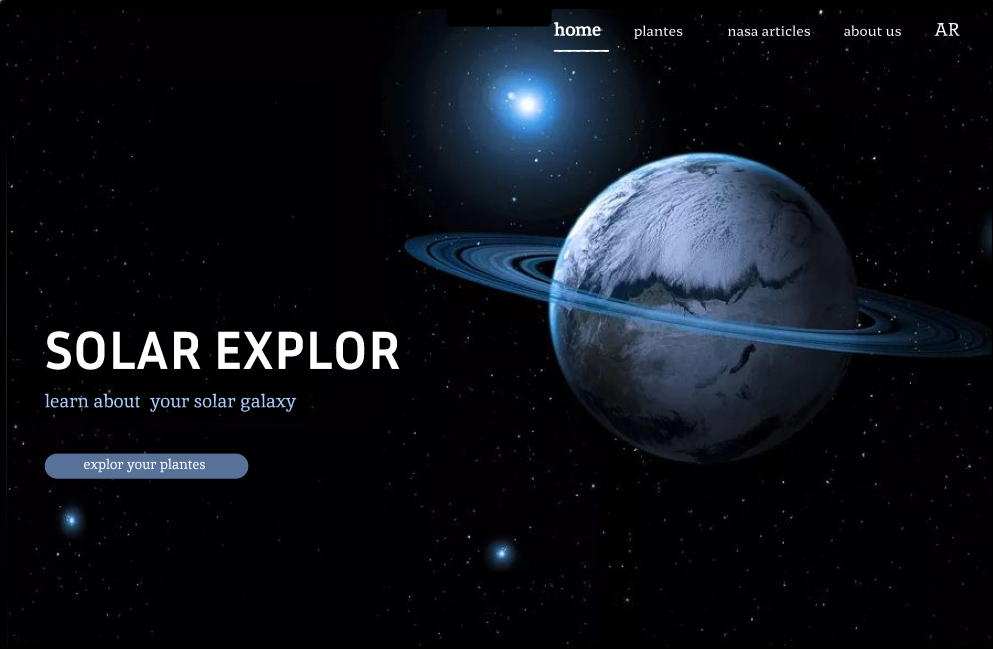 home plantes nasa articles about us AR
SOLAR EXPLOR
learn about your solar galaxy
explor your plantes